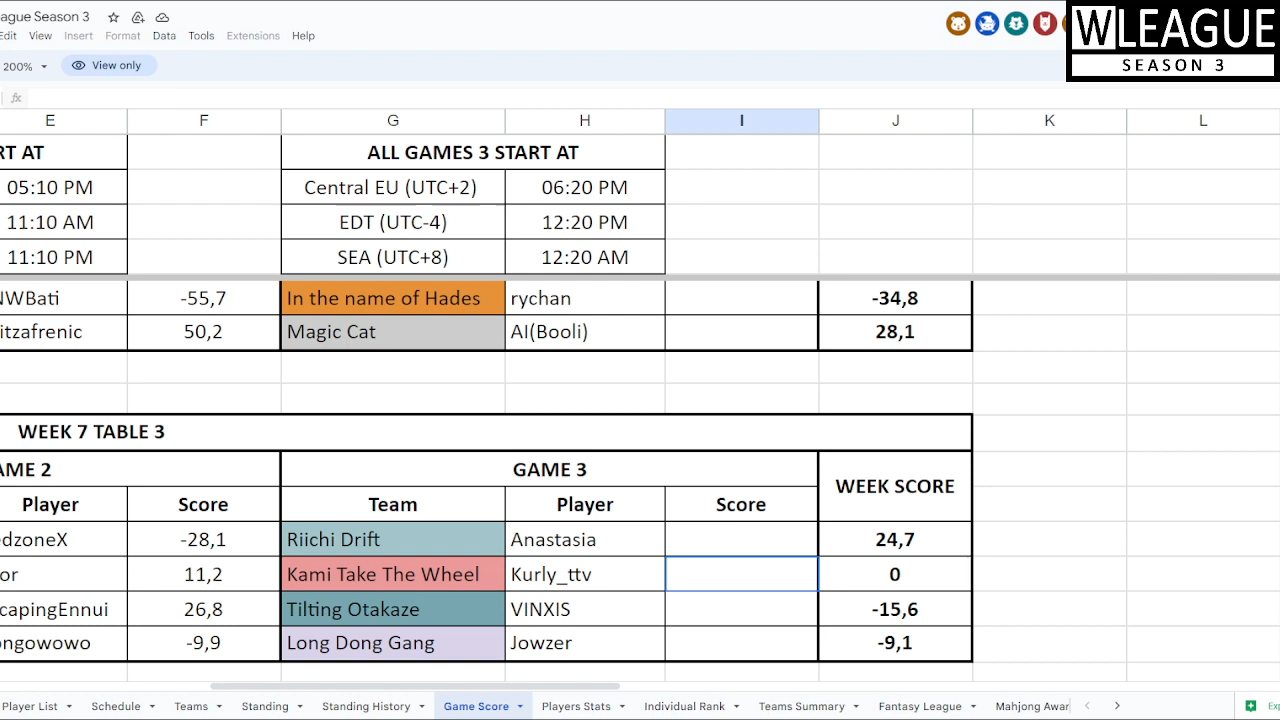 ague Season 3
WLEAGUE
SEASON 3
Edit View Insert Format Data Tools Extensions Help
200% View only
fx
E F G H I J K L
RT AT ALL GAMES 3 START AT
05:10 PM Central EU (UTC+2) 06:20 PM
11:10 AM EDT (UTC-4) 12:20 PM
11:10 PM SEA (UTC+8) 12:20 AM
NWBati -55,7 In the name of Hades rychan -34,8
itzafrenic 50,2 Magic Cat AI(Booli) 28,1
WEEK 7 TABLE 3
AME 2 GAME 3 WEEK SCORE
Player Score Team Player Score
edzoneX -28,1 Riichi Drift Anastasia 24,7
or 11,2 Kami Take The Wheel Kurly_ttv 0
capingEnnui 26,8 Tilting Otakaze VINXIS -15,6
ongowowo -9,9 Long Dong Gang Jowzer -9,1
Player List Schedule Teams Standing Standing History Game Score Players Stats Individual Rank Teams Summary Fantasy League Mahjong Awar Exp